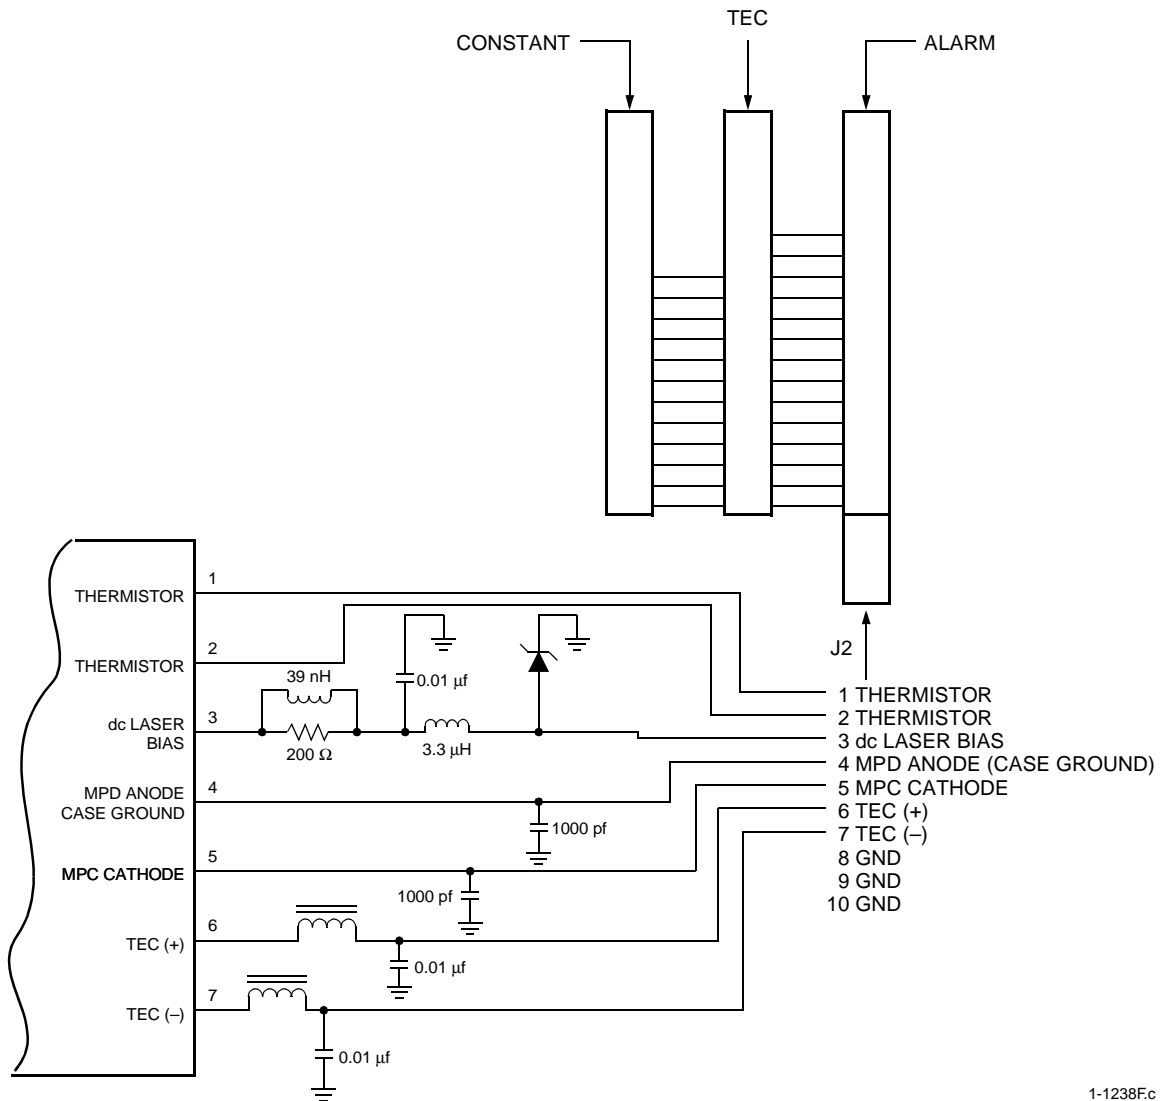 TEC
CONSTANT
ALARM
J2
THERMISTOR
1
THERMISTOR
2
39 nH
0.01 µf
dc LASER
BIAS
3
200 Ω
3.3 µH
MPD ANODE
CASE GROUND
4
1000 pf
MPC CATHODE
5
1000 pf
TEC (+)
6
0.01 µf
TEC (–)
7
0.01 µf
1 THERMISTOR
2 THERMISTOR
3 dc LASER BIAS
4 MPD ANODE (CASE GROUND)
5 MPC CATHODE
6 TEC (+)
7 TEC (–)
8 GND
9 GND
10 GND
1-1238F.c